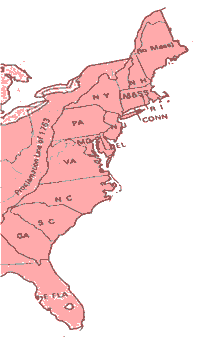 (to Mass)
N H
N Y
MASS
R I
CONN
PA
N J
MD
DEL
VA
Proclamation Line of 1763
N C
S C
GA
E FLA